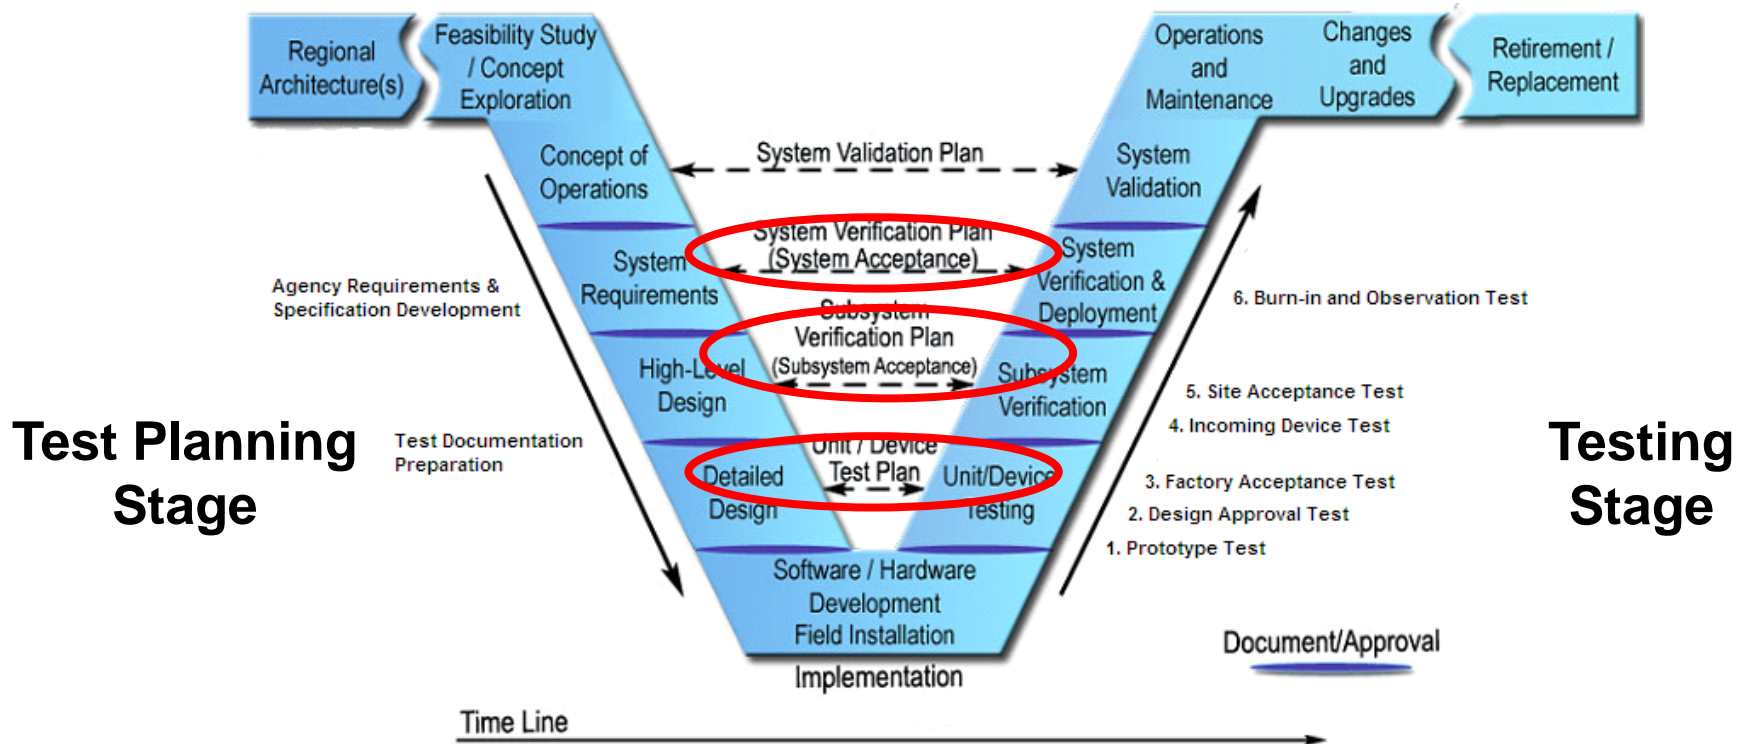 Regional
Architecture(s)
Feasibility Study
/ Concept
Exploration
Operations
and
Maintenance
Changes
and
Upgrades
Retirement /
Replacement
Concept of
Operations
System Validation Plan
System
Validation
System
Requirements
System Verification Plan
(System Acceptance)
System
Verification &
Deployment
Agency Requirements &
Specification Development
6. Burn-in and Observation Test
High-Level
Design
Subsystem
Verification Plan
(Subsystem Acceptance)
Subsystem
Verification
5. Site Acceptance Test
4. Incoming Device Test
Test Planning
Stage
Test Documentation
Preparation
Detailed
Design
Unit / Device
Test Plan
Unit/Device
Testing
3. Factory Acceptance Test
2. Design Approval Test
1. Prototype Test
Testing
Stage
Software / Hardware
Development
Field Installation
Implementation
Document/Approval
Time Line